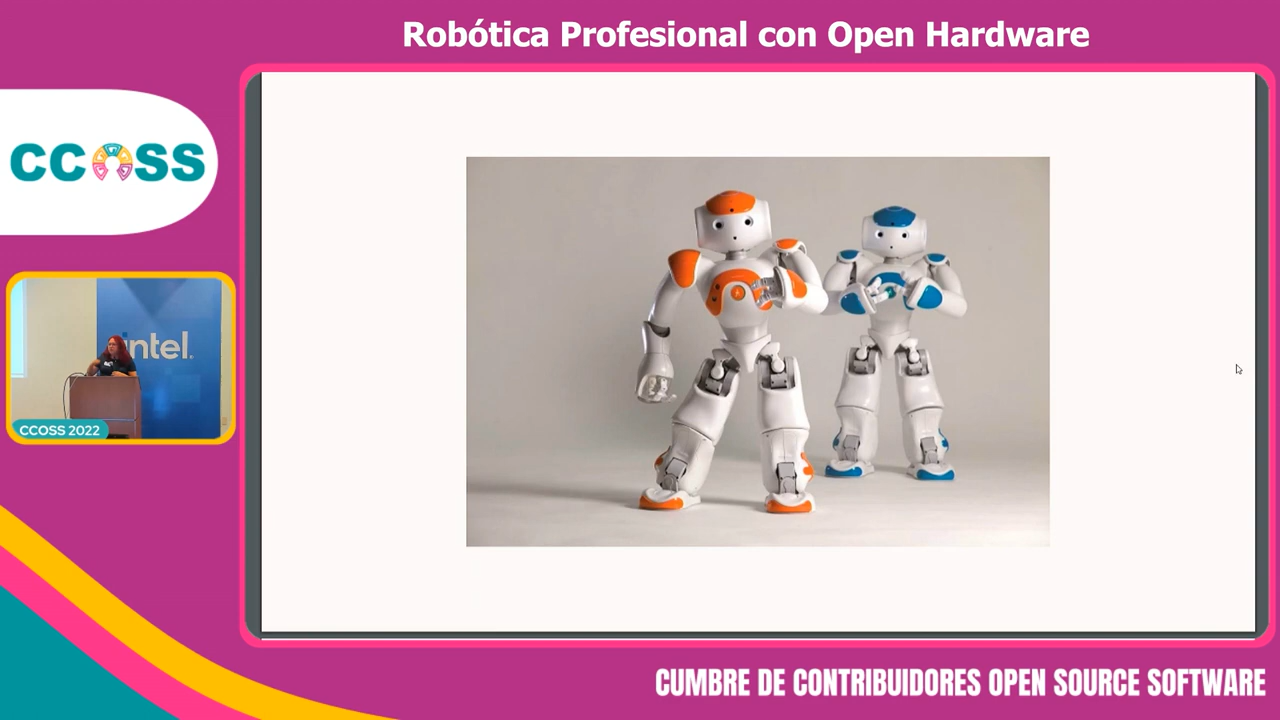 Robótica Profesional con Open Hardware
CCOSS
intel.
CCOSS 2022
CUMBRE DE CONTRIBUIDORES OPEN SOURCE SOFTWARE